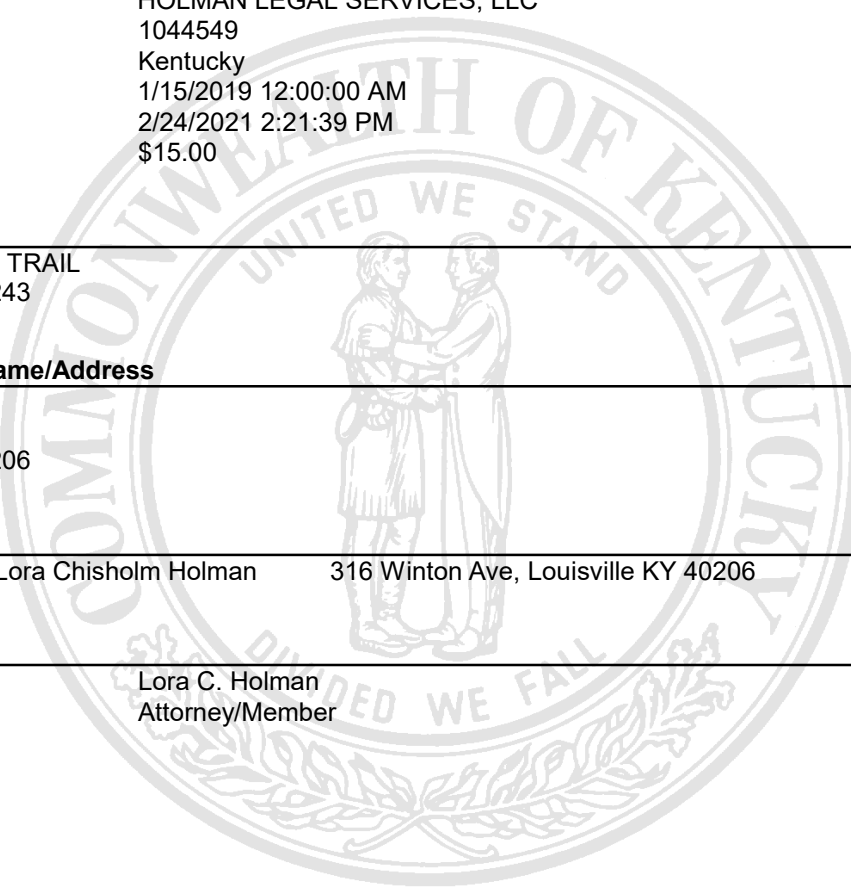 HOLMAN LEGAL SERVICES, LLC
1044549
Kentucky
1/15/2019 12:00:00 AM
2/24/2021 2:21:39 PM
$15.00
COMMONWEALTH OF KENTUCKY
UNITED WE STAND
TRAIL
243
ame/Address
206
Lora Chisholm Holman 316 Winton Ave, Louisville KY 40206
DIVIDED WE FALL
Lora C. Holman
Attorney/Member